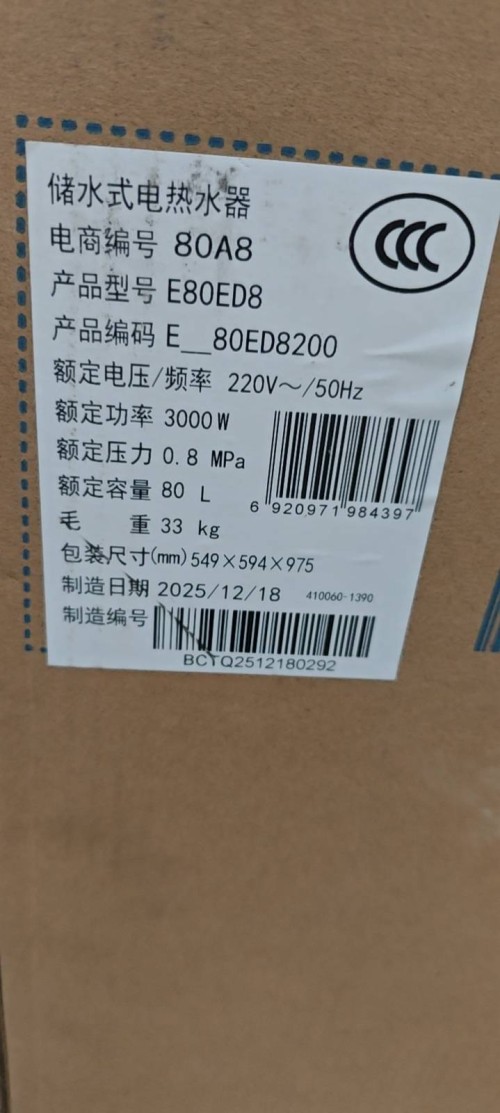 储水式电热水器
CCC
电商编号 80A8
产品型号 E80ED8
产品编码 E__80ED8200
额定电压/频率 220V～/50Hz
额定功率 3000W
额定压力 0.8 MPa
额定容量 80 L
6 920971 984397
毛 重 33 kg
包装尺寸(mm) 549×594×975
制造日期 2025/12/18 410060-1390
制造编号
BCTQ2512180292